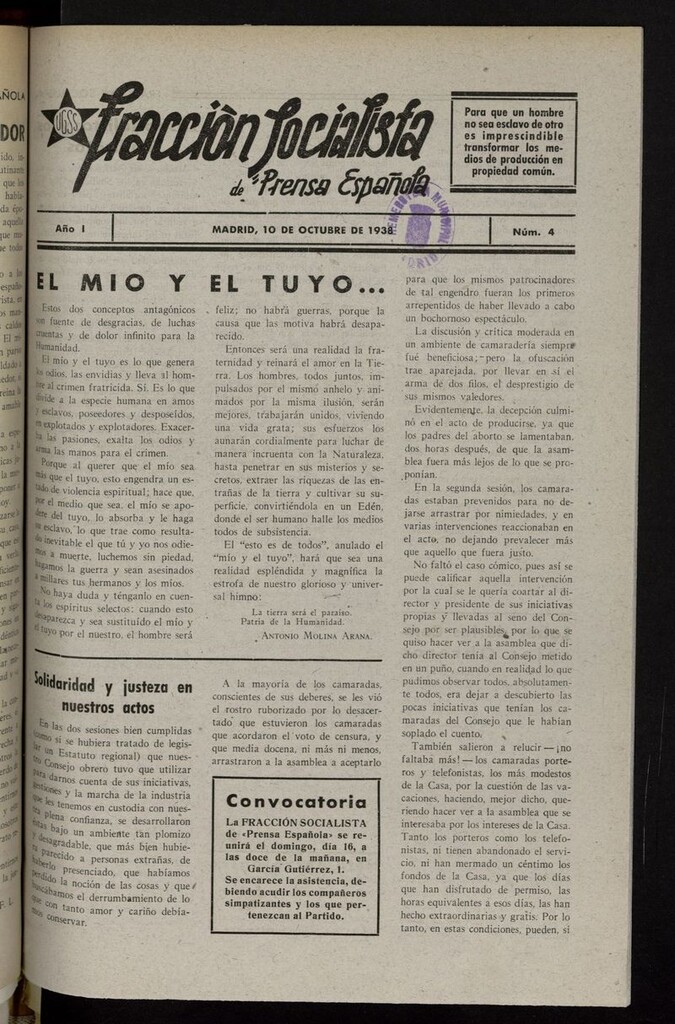 UGSS
Fracción Socialista
de "Prensa Española
Para que un hombre
no sea esclavo de otro
es imprescindible
transformar los me-
dios de producción en
propiedad común.
Año I
MADRID, 10 DE OCTUBRE DE 1938
Núm. 4
EL MIO Y EL TUYO...
Estos dos conceptos antagónicos
son fuente de desgracias, de luchas
cruentas y de dolor infinito para la
Humanidad.
El mío y el tuyo es lo que genera
los odios, las envidias y lleva al hom-
bre al crimen fratricida. Sí. Es lo que
divide a la especie humana en amos
y esclavos, poseedores y desposeídos,
en explotados y explotadores. Exacer-
ba las pasiones, exalta los odios y
arma las manos para el crimen.
Porque al querer que el mío sea
más que el tuyo, esto engendra un es-
tado de violencia espiritual; hace que,
por el medio que sea, el mío se apo-
dere del tuyo, lo absorba y le haga
su esclavo, lo que trae como resulta-
do inevitable el que tú y yo nos odie-
mos a muerte, luchemos sin piedad,
hagamos la guerra y sean asesinados
a millares tus hermanos y los míos.
No haya duda y ténganlo en cuen-
ta los espíritus selectos: cuando esto
desaparezca y sea sustituído el mío y
el tuyo por el nuestro, el hombre será
feliz; no habrá guerras, porque la
causa que las motiva habrá desapa-
recido.
Entonces será una realidad la fra-
ternidad y reinará el amor en la Tie-
rra. Los hombres, todos juntos, im-
pulsados por el mismo anhelo y ani-
mados por la misma ilusión, serán
mejores, trabajarán unidos, viviendo
una vida grata; sus esfuerzos los
aunarán cordialmente para luchar de
manera incruenta con la Naturaleza,
hasta penetrar en sus misterios y se-
cretos, extraer las riquezas de las en-
trañas de la tierra y cultivar su su-
perficie, convirtiéndola en un Edén,
donde el ser humano halle los medios
todos de subsistencia.
El "esto es de todos", anulado el
"mío y el tuyo", hará que sea una
realidad espléndida y magnífica la
estrofa de nuestro glorioso y univer-
sal himno:
La tierra será el paraíso.
Patria de la Humanidad.
ANTONIO MOLINA ARANA.
Solidaridad y justeza en
nuestros actos
En las dos sesiones bien cumplidas
(como si se hubiera tratado de legis-
lar un Estatuto regional) que nues-
tro Consejo obrero tuvo que utilizar
para darnos cuenta de sus iniciativas,
gestiones y la marcha de la industria
que les tenemos en custodia con nues-
tra plena confianza, se desarrollaron
estas bajo un ambiente tan plomizo
y desagradable, que más bien hubie-
ra parecido a personas extrañas, de
haberlo presenciado, que habíamos
perdido la noción de las cosas y que
buscábamos el derrumbamiento de lo
que con tanto amor y cariño debía-
mos conservar.
A la mayoría de los camaradas,
conscientes de sus deberes, se les vió
el rostro ruborizado por lo desacer-
tado que estuvieron los camaradas
que acordaron el voto de censura, y
que media docena, ni más ni menos,
arrastraron a la asamblea a aceptarlo
Convocatoria
La FRACCIÓN SOCIALISTA
de «Prensa Española» se re-
unirá el domingo, día 16, a
las doce de la mañana, en
García Gutiérrez, 1.
Se encarece la asistencia, de-
biendo acudir los compañeros
simpatizantes y los que per-
tenezcan al Partido.
para que los mismos patrocinadores
de tal engendro fueran los primeros
arrepentidos de haber llevado a cabo
un bochornoso espectáculo.
La discusión y crítica moderada en
un ambiente de camaradería siempre
fué beneficiosa; pero la ofuscación
trae aparejada, por llevar en sí el
arma de dos filos, el desprestigio de
sus mismos valedores.
Evidentemente, la decepción culmi-
nó en el acto de producirse, ya que
los padres del aborto se lamentaban,
dos horas después, de que la asam-
blea fuera más lejos de lo que se pro-
ponían.
En la segunda sesión, los camara-
das estaban prevenidos para no de-
jarse arrastrar por nimiedades, y en
varias intervenciones reaccionaban en
el acto, no dejando prevalecer más
que aquello que fuera justo.
No faltó el caso cómico, pues así se
puede calificar aquella intervención
por la cual se le quería coartar al di-
rector y presidente de sus iniciativas
propias y llevadas al seno del Con-
sejo por ser plausibles, por lo que se
quiso hacer ver a la asamblea que di-
cho director tenía al Consejo metido
en un puño, cuando en realidad lo que
pudimos observar todos, absolutamen-
te todos, era dejar a descubierto las
pocas iniciativas que tenían los ca-
maradas del Consejo que le habían
soplado el cuento.
También salieron a relucir—¡no
faltaba más!—los camaradas porte-
ros y telefonistas, los más modestos
de la Casa, por la cuestión de las va-
caciones, haciendo, mejor dicho, que-
riendo hacer ver a la asamblea que se
interesaba por los intereses de la Casa.
Tanto los porteros como los telefo-
nistas, ni tienen abandonado el servi-
cio, ni han mermado un céntimo los
fondos de la Casa, ya que los días
que han disfrutado de permiso, las
horas equivalentes a esos días, las han
hecho extraordinarias y gratis. Por lo
tanto, en estas condiciones, pueden, si